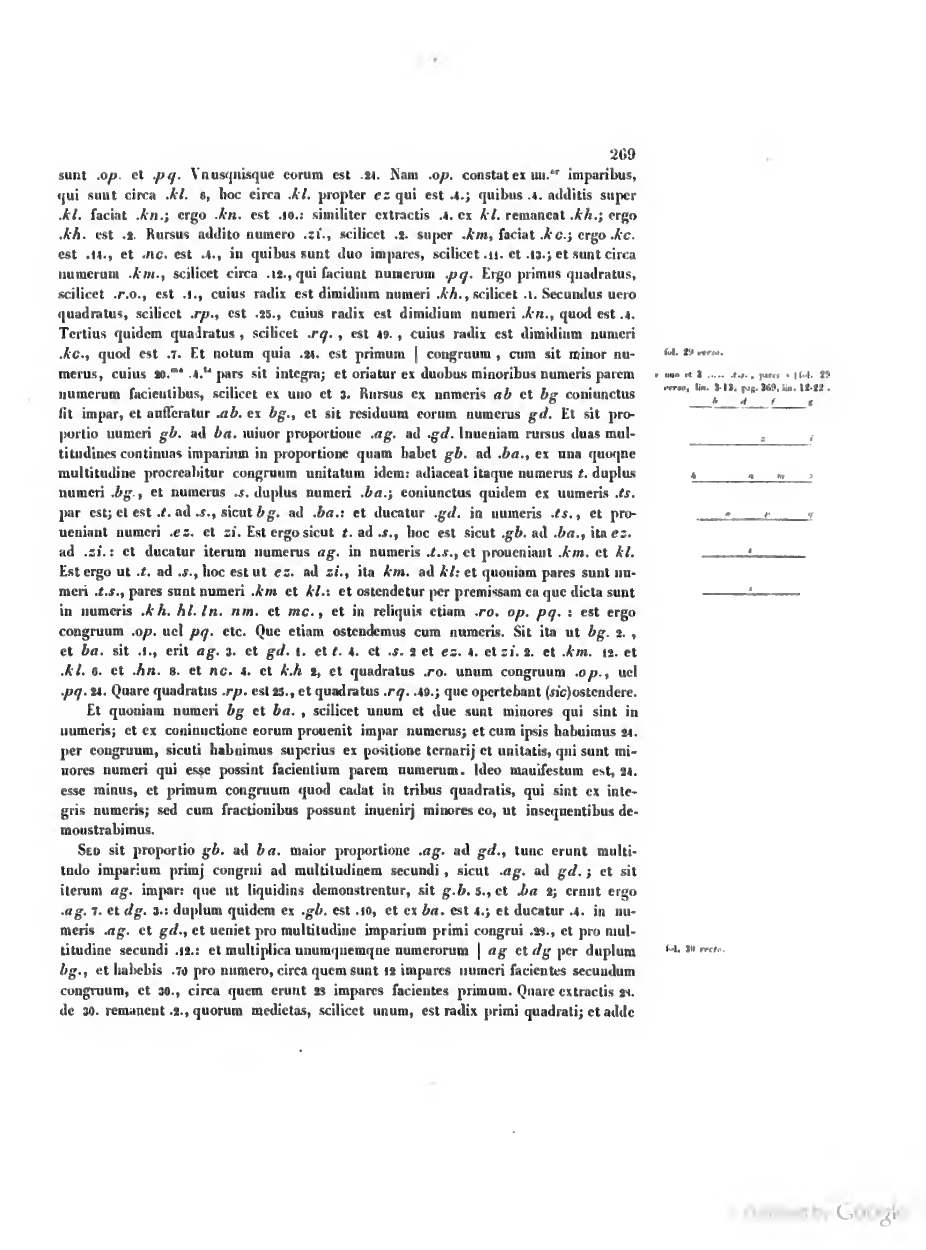 269
sunt .op. et .pq. Vnusquisque eorum est .24. Nam .op. constat ex IIII.or imparibus,
qui sunt circa .kl. 6, hoc circa .kl. propter ez qui est .4.; quibus .4. additis super
.kl. faciat .kn.; ergo .kn. est .10.: similiter extractis .4. ex kl. remaneat .kh.; ergo
.kh. est .2. Rursus addito numero .zi., scilicet .2. super .km, faciat .kc.; ergo .kc.
est .14., et .nc. est .4., in quibus sunt duo impares, scilicet .11. et .13.; et sunt circa
numerum .km., scilicet circa .12., qui faciunt numerum .pq. Ergo primus quadratus,
scilicet .r.o., est .1., cuius radix est dimidium numeri .kh., scilicet .1. Secundus uero
quadratus, scilicet .rp., est .25., cuius radix est dimidium numeri .kn., quod est .4.
Tertius quidem quadratus , scilicet .rq. , est 49. , cuius radix est dimidium numeri
.kc., quod est .7. Et notum quia .24. est primum | congruum , cum sit minor nu-
merus, cuius 20.ma .4.ta pars sit integra; et oriatur ex duobus minoribus numeris parem
numerum facientibus, scilicet ex uno et 3. Rursus ex numeris ab et bg coniunctus
fit impar, et aufferatur .ab. ex bg., et sit residuum eorum numerus gd. Et sit pro-
portio numeri gb. ad ba. minor proportione .ag. ad .gd. Inueniam rursus duas mul-
titudines continuas imparium in proportione quam habet gb. ad .ba., ex una quoque
multitudine procreabitur congruum unitatum idem: adiaceat itaque numerus t. duplus
numeri .bg., et numerus .s. duplus numeri .ba.; coniunctus quidem ex numeris .ts.
par est; et est .t. ad .s., sicut bg. ad .ba.: et ducatur .gd. in numeris .ts., et pro-
ueniant numeri .ez. et zi. Est ergo sicut t. ad .s., hoc est sicut .gb. ad .ba., ita ez.
ad .zi.: et ducatur iterum numerus ag. in numeris .t.s., et proueniant .km. et kl.
Est ergo ut .t. ad .s., hoc est ut ez. ad zi., ita km. ad kl: et quoniam pares sunt nu-
meri .t.s., pares sunt numeri .km et kl.: et ostendetur per premissam ea que dicta sunt
in numeris .kh. hl. ln. nm. et mc., et in reliquis etiam .ro. op. pq. : est ergo
congruum .op. uel pq. etc. Que etiam ostendemus cum numeris. Sit ita ut bg. 2. ,
et ba. sit .1., erit ag. 3. et gd. 1. et t. 4. et .s. 2 et ez. 4. et zi. 2. et .km. 12. et
.kl. 6. et .hn. 8. et nc. 4. et k.h 2, et quadratus .ro. unum congruum .op., uel
.pq. 24. Quare quadratus .rp. est 25., et quadratus .rq. .49.; que opertebant (sic)ostendere.
Et quoniam numeri bg et ba. , scilicet unum et due sunt minores qui sint in
numeris; et ex coniunctione eorum prouenit impar numerus; et cum ipsis habuimus 24.
per congruum, sicuti habuimus superius ex positione ternarij et unitatis, qui sunt mi-
nores numeri qui esse possint facientium parem numerum. Ideo manifestum est, 24.
esse minus, et primum congruum quod cadat in tribus quadratis, qui sint ex inte-
gris numeris; sed cum fractionibus possunt inuenirj minores eo, ut insequentibus de-
monstrabimus.
SED sit proportio gb. ad ba. maior proportione .ag. ad gd., tunc erunt multi-
tudo imparium primj congrui ad multitudinem secundi , sicut .ag. ad gd. ; et sit
iterum ag. impar: que ut liquidius demonstrentur, sit g.b. 5., et .ba 2; erunt ergo
.ag. 7. et dg. 3.: duplum quidem ex .gb. est .10, et ex ba. est 4.; et ducatur .4. in nu-
meris .ag. et gd., et ueniet pro multitudine imparium primi congrui .28., et pro mul-
titudine secundi .12.: et multiplica unumquemque numerorum | ag et dg per duplum
bg., et habebis .70 pro numero, circa quem sunt 12 impares numeri facientes secundum
congruum, et 30., circa quem erunt 28 impares facientes primum. Quare extractis 28.
de 30. remanent .2., quorum medietas, scilicet unum, est radix primi quadrati; et adde
fol. 29 verso.
uno et 3 ..... .t.s., pares » (fol. 29
verso, lin. 3-13, pag. 369, lin. 12-22 .
b d f g
z i
h n m
p q
s
fol. 30 recto.
Google